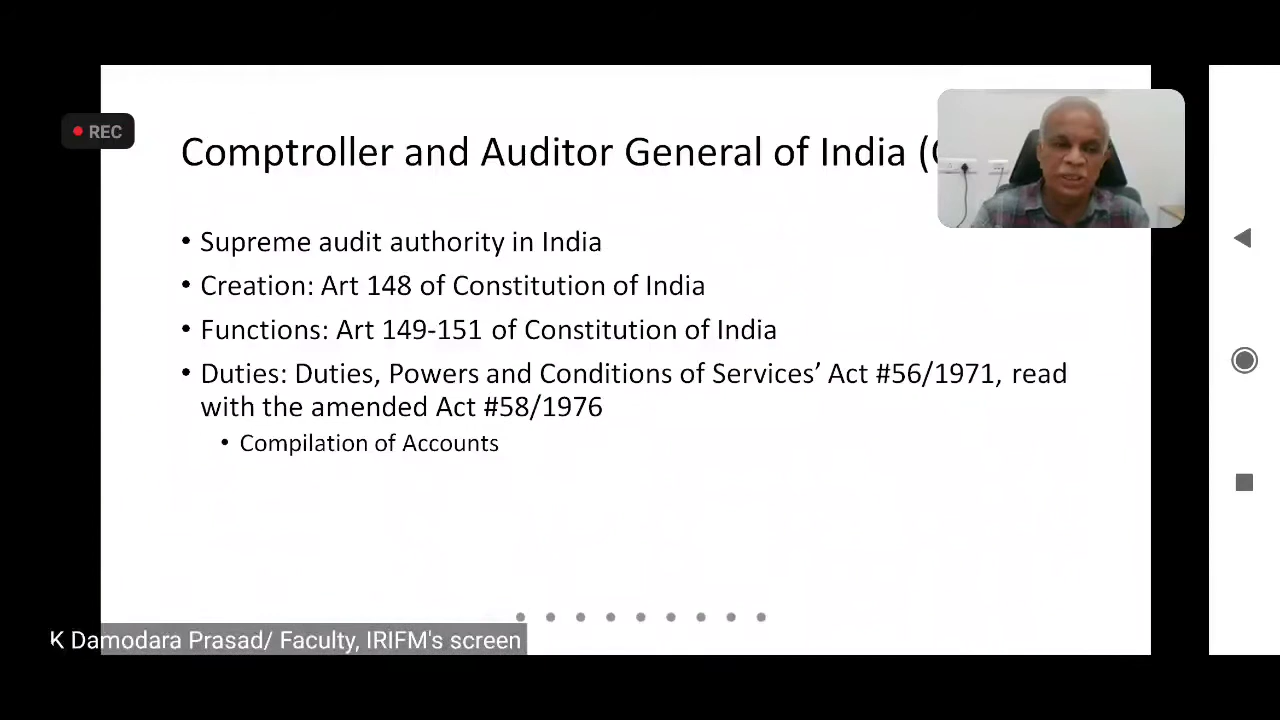 REC
Comptroller and Auditor General of India (
• Supreme audit authority in India
• Creation: Art 148 of Constitution of India
• Functions: Art 149-151 of Constitution of India
• Duties: Duties, Powers and Conditions of Services’ Act #56/1971, read
with the amended Act #58/1976
• Compilation of Accounts
K Damodara Prasad/ Faculty, IRIFM's screen